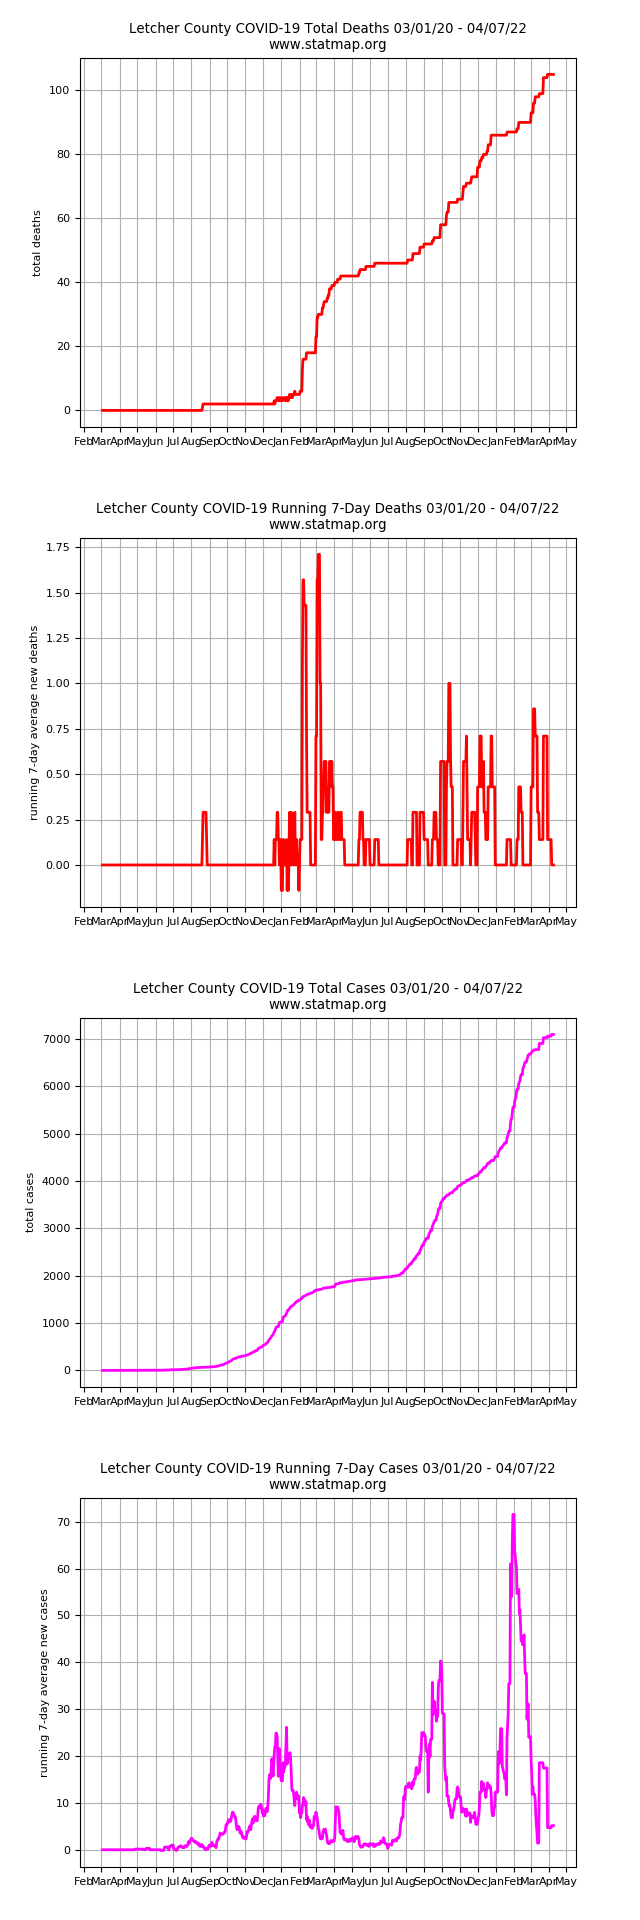 Letcher County COVID-19 Total Deaths 03/01/20 - 04/07/22
www.statmap.org
100
80
60
40
20
0
total deaths
Feb Mar Apr May Jun Jul Aug Sep Oct Nov Dec Jan Feb Mar Apr May Jun Jul Aug Sep Oct Nov Dec Jan Feb Mar Apr May
Letcher County COVID-19 Running 7-Day Deaths 03/01/20 - 04/07/22
www.statmap.org
1.75
1.50
1.25
1.00
0.75
0.50
0.25
0.00
running 7-day average new deaths
Feb Mar Apr May Jun Jul Aug Sep Oct Nov Dec Jan Feb Mar Apr May Jun Jul Aug Sep Oct Nov Dec Jan Feb Mar Apr May
Letcher County COVID-19 Total Cases 03/01/20 - 04/07/22
www.statmap.org
7000
6000
5000
4000
3000
2000
1000
0
total cases
Feb Mar Apr May Jun Jul Aug Sep Oct Nov Dec Jan Feb Mar Apr May Jun Jul Aug Sep Oct Nov Dec Jan Feb Mar Apr May
Letcher County COVID-19 Running 7-Day Cases 03/01/20 - 04/07/22
www.statmap.org
70
60
50
40
30
20
10
0
running 7-day average new cases
Feb Mar Apr May Jun Jul Aug Sep Oct Nov Dec Jan Feb Mar Apr May Jun Jul Aug Sep Oct Nov Dec Jan Feb Mar Apr May